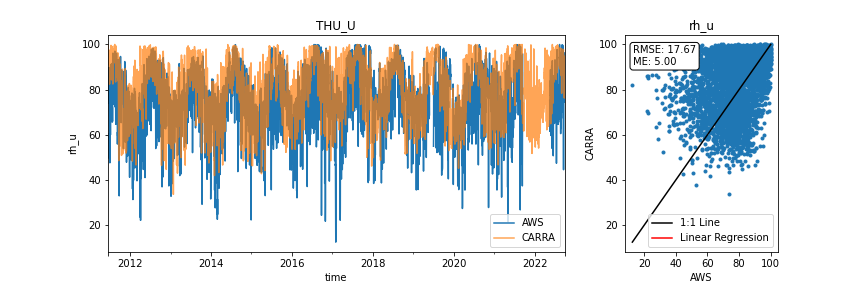 THU_U
rh_u
100
80
60
40
20
rh_u
2012
2014
2016
2018
2020
2022
time
AWS
CARRA
RMSE: 17.67
ME: 5.00
100
80
60
40
20
CARRA
20
40
60
80
100
AWS
1:1 Line
Linear Regression